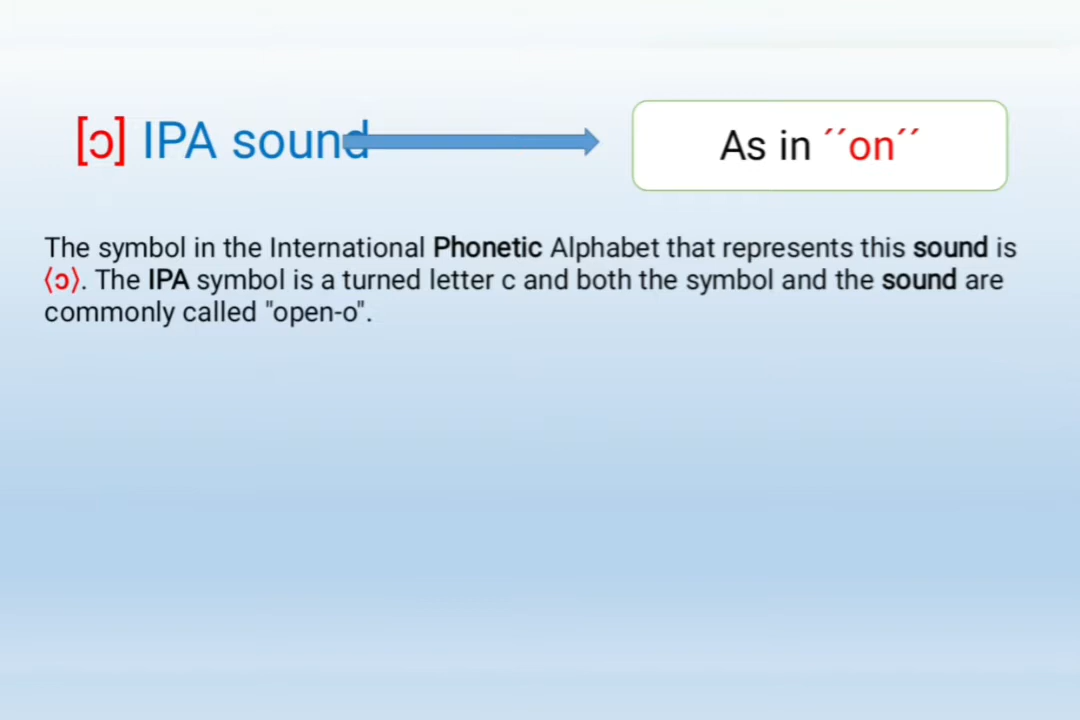 [ɔ] IPA sound
As in ´´on´´
The symbol in the International Phonetic Alphabet that represents this sound is
⟨ɔ⟩. The IPA symbol is a turned letter c and both the symbol and the sound are
commonly called "open-o".